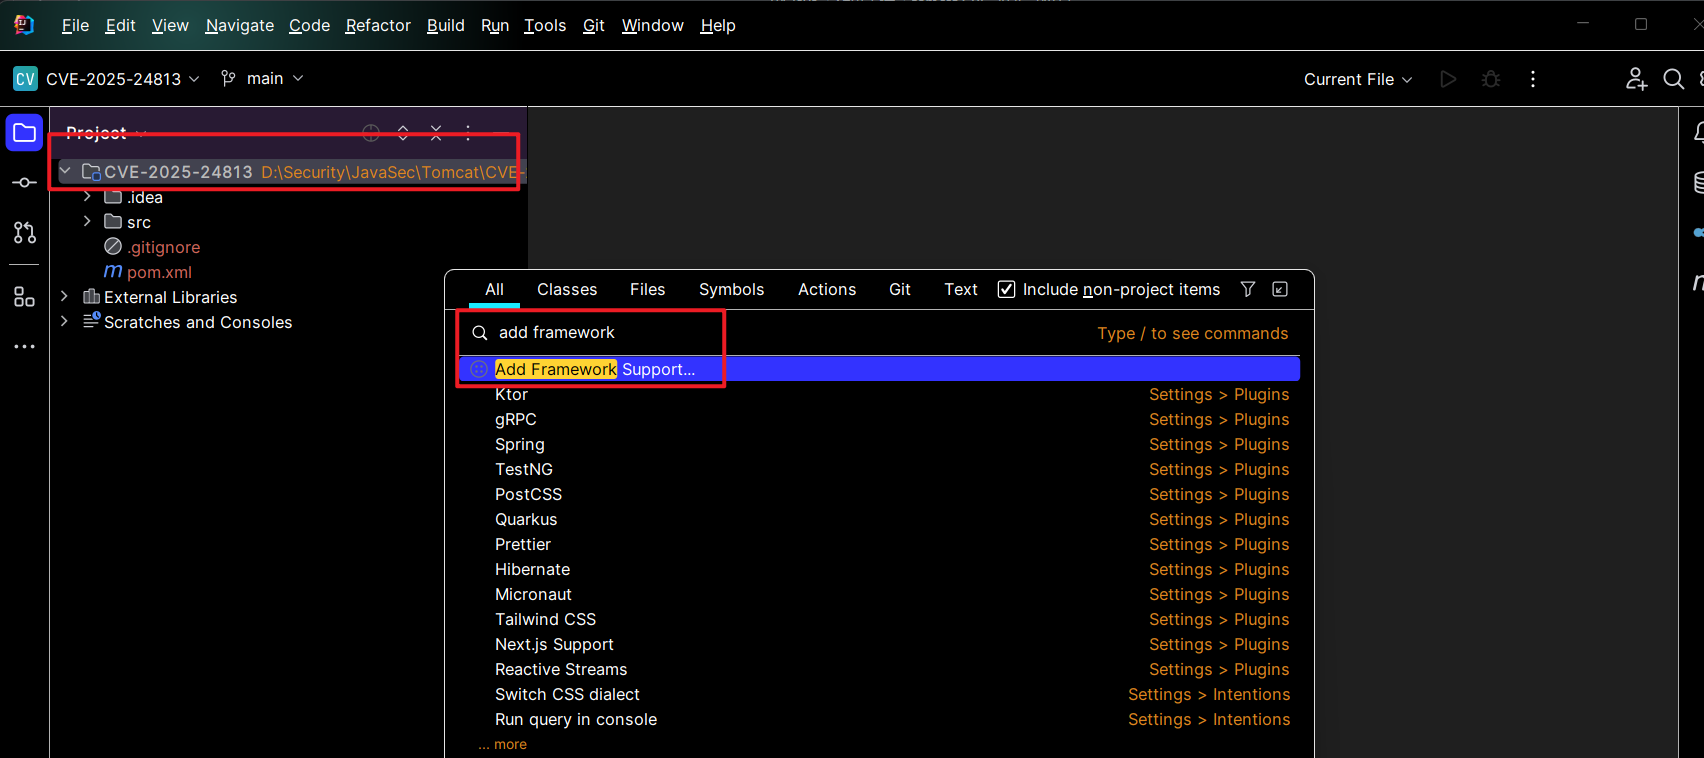 File Edit View Navigate Code Refactor Build Run Tools Git Window Help
CV CVE-2025-24813 main Current File
Project
CVE-2025-24813 D:\Security\JavaSec\Tomcat\CVE-
.idea
src
.gitignore
pom.xml
External Libraries
Scratches and Consoles
All Classes Files Symbols Actions Git Text Include non-project items
add framework Type / to see commands
Add Framework Support...
Ktor Settings > Plugins
gRPC Settings > Plugins
Spring Settings > Plugins
TestNG Settings > Plugins
PostCSS Settings > Plugins
Quarkus Settings > Plugins
Prettier Settings > Plugins
Hibernate Settings > Plugins
Micronaut Settings > Plugins
Tailwind CSS Settings > Plugins
Next.js Support Settings > Plugins
Reactive Streams Settings > Plugins
Switch CSS dialect Settings > Intentions
Run query in console Settings > Intentions
... more